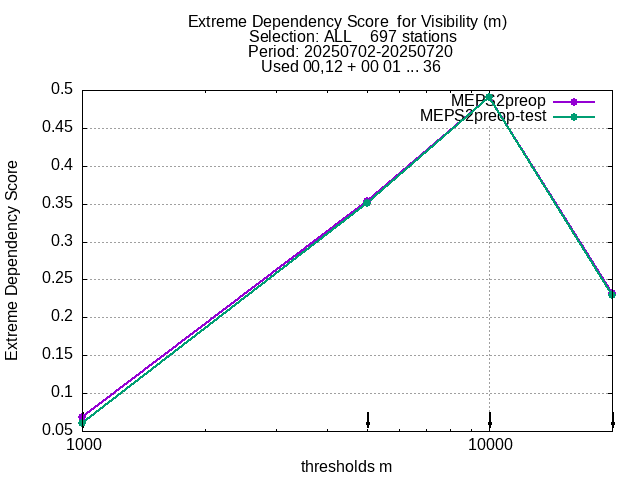 Extreme Dependency Score  for Visibility (m)
Selection: ALL    697 stations
Period: 20250702-20250720
Used 00,12 + 00 01 ... 36
MEPS2preop
MEPS2preop-test
0.5
0.45
0.4
0.35
0.3
0.25
0.2
0.15
0.1
0.05
Extreme Dependency Score
1000
10000
thresholds m